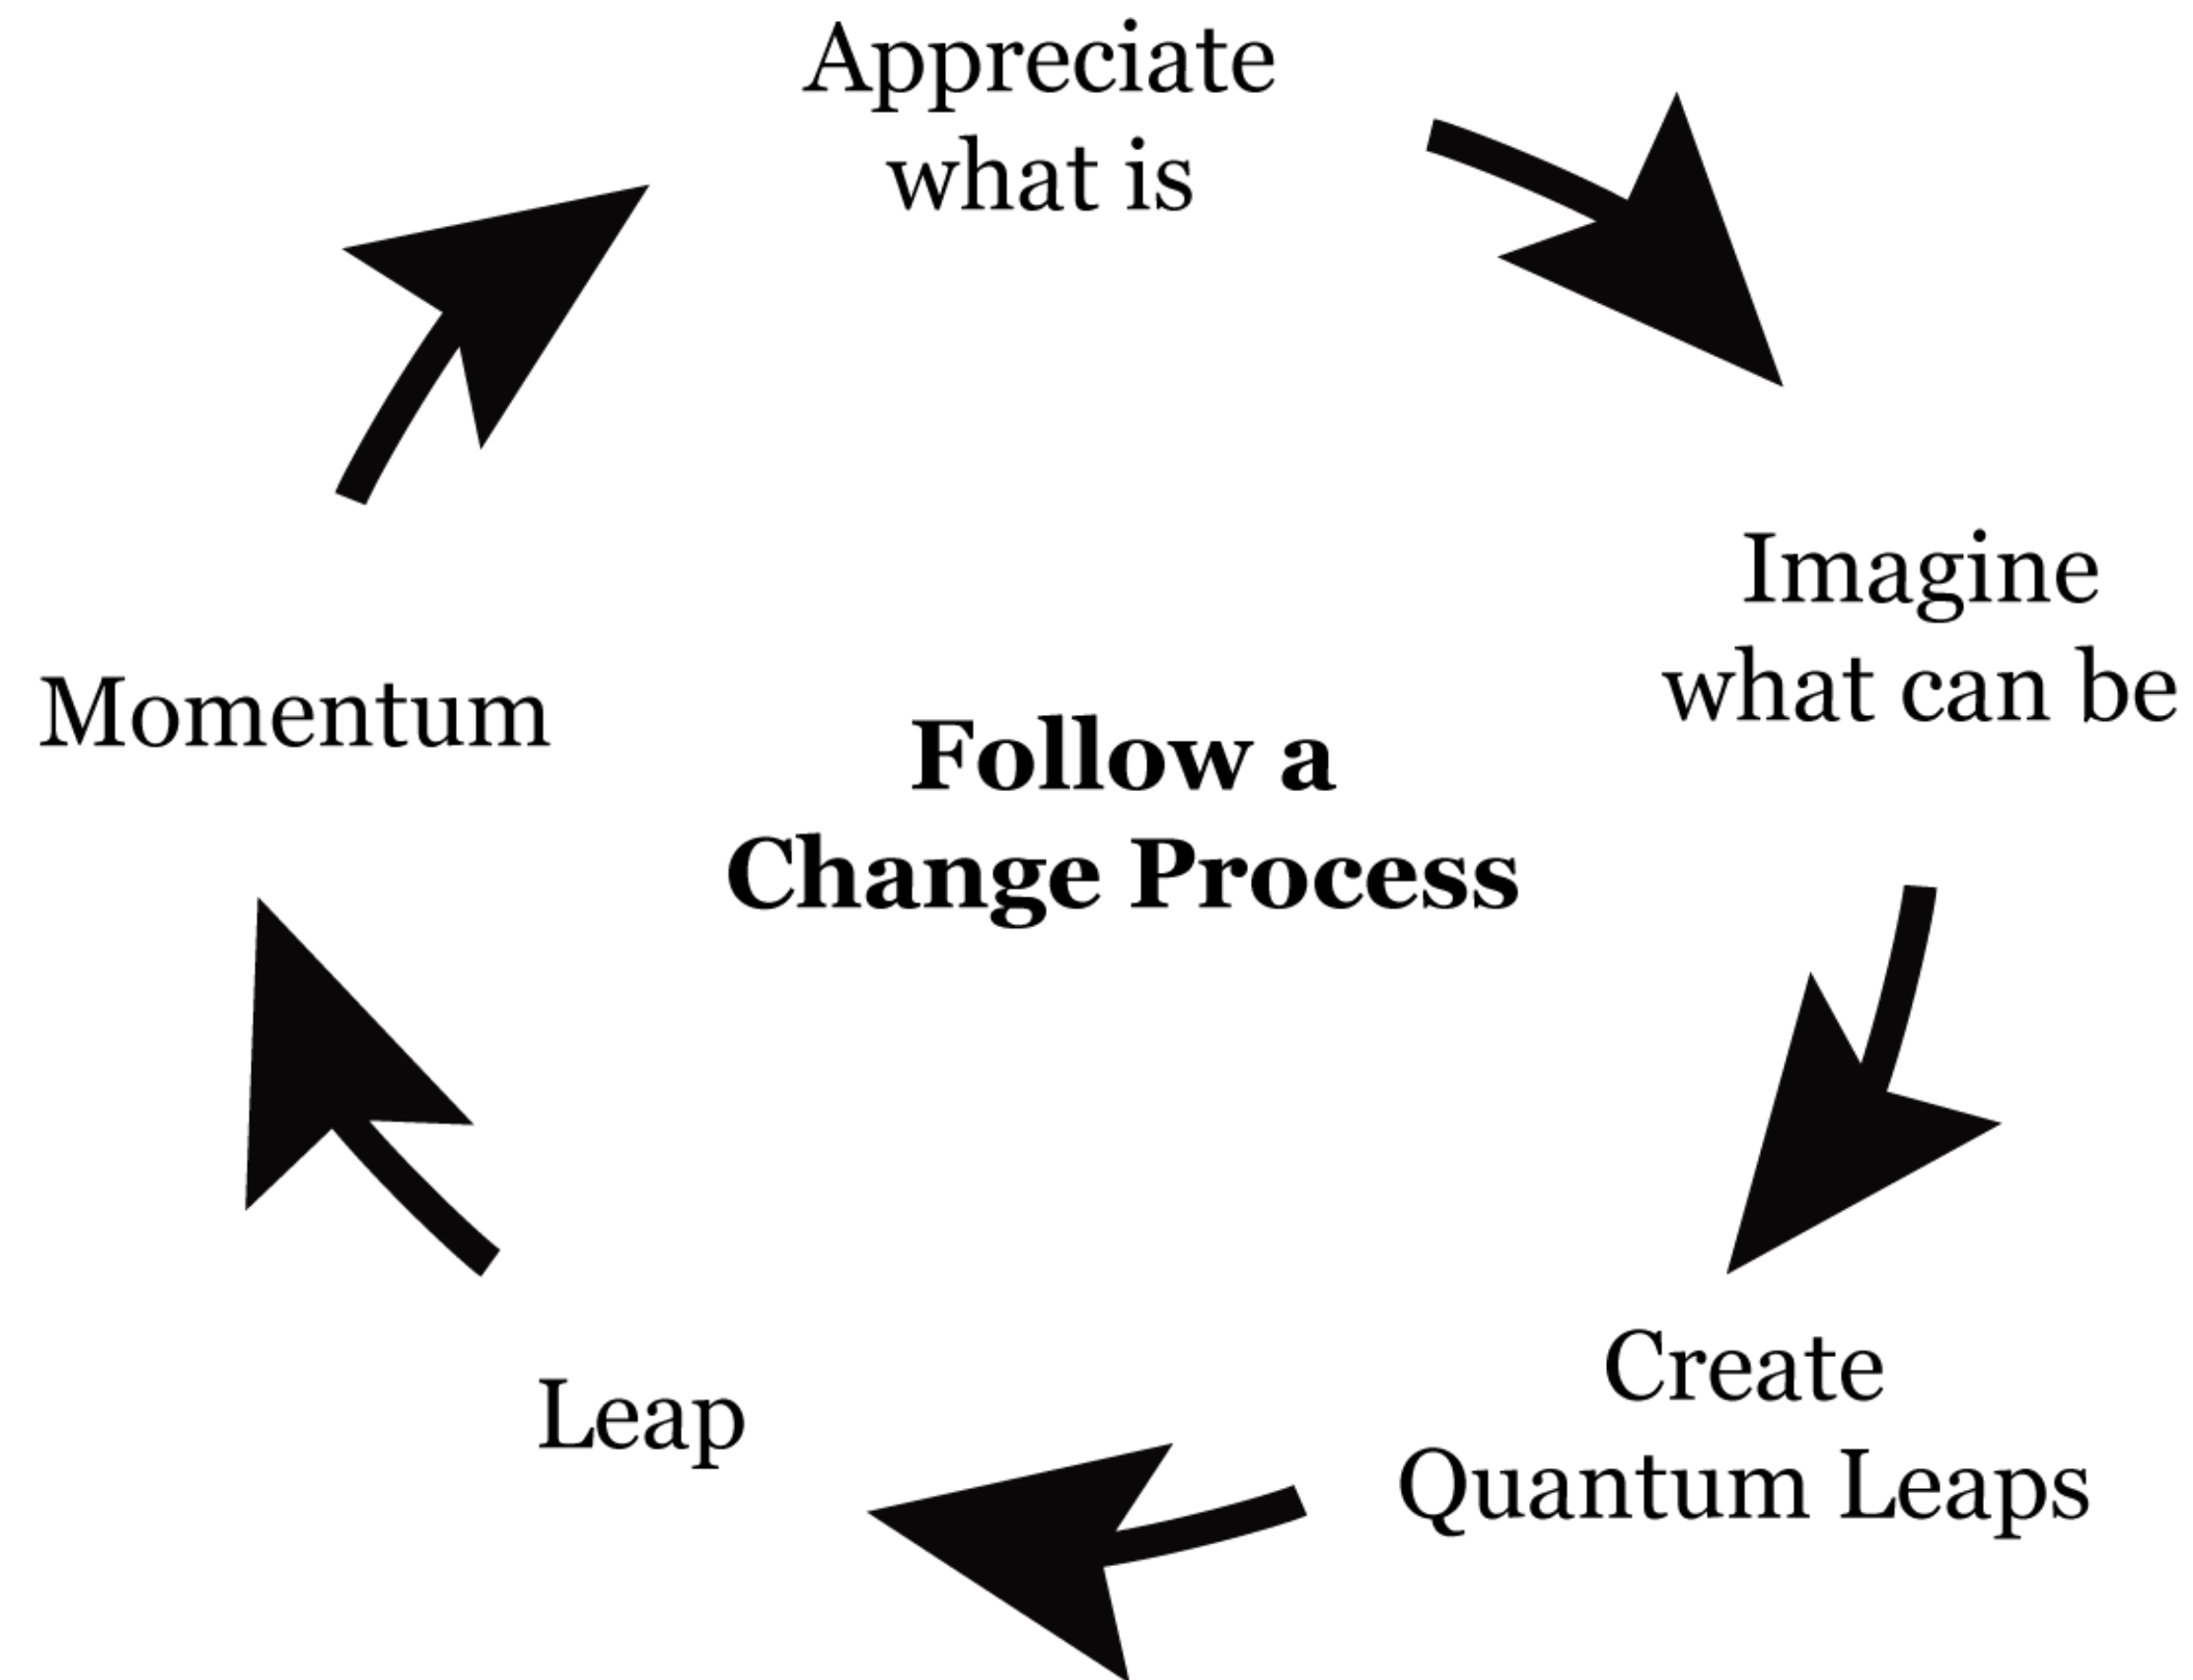 Appreciate
what is
Imagine
what can be
Create
Quantum Leaps
Leap
Momentum
Follow a
Change Process